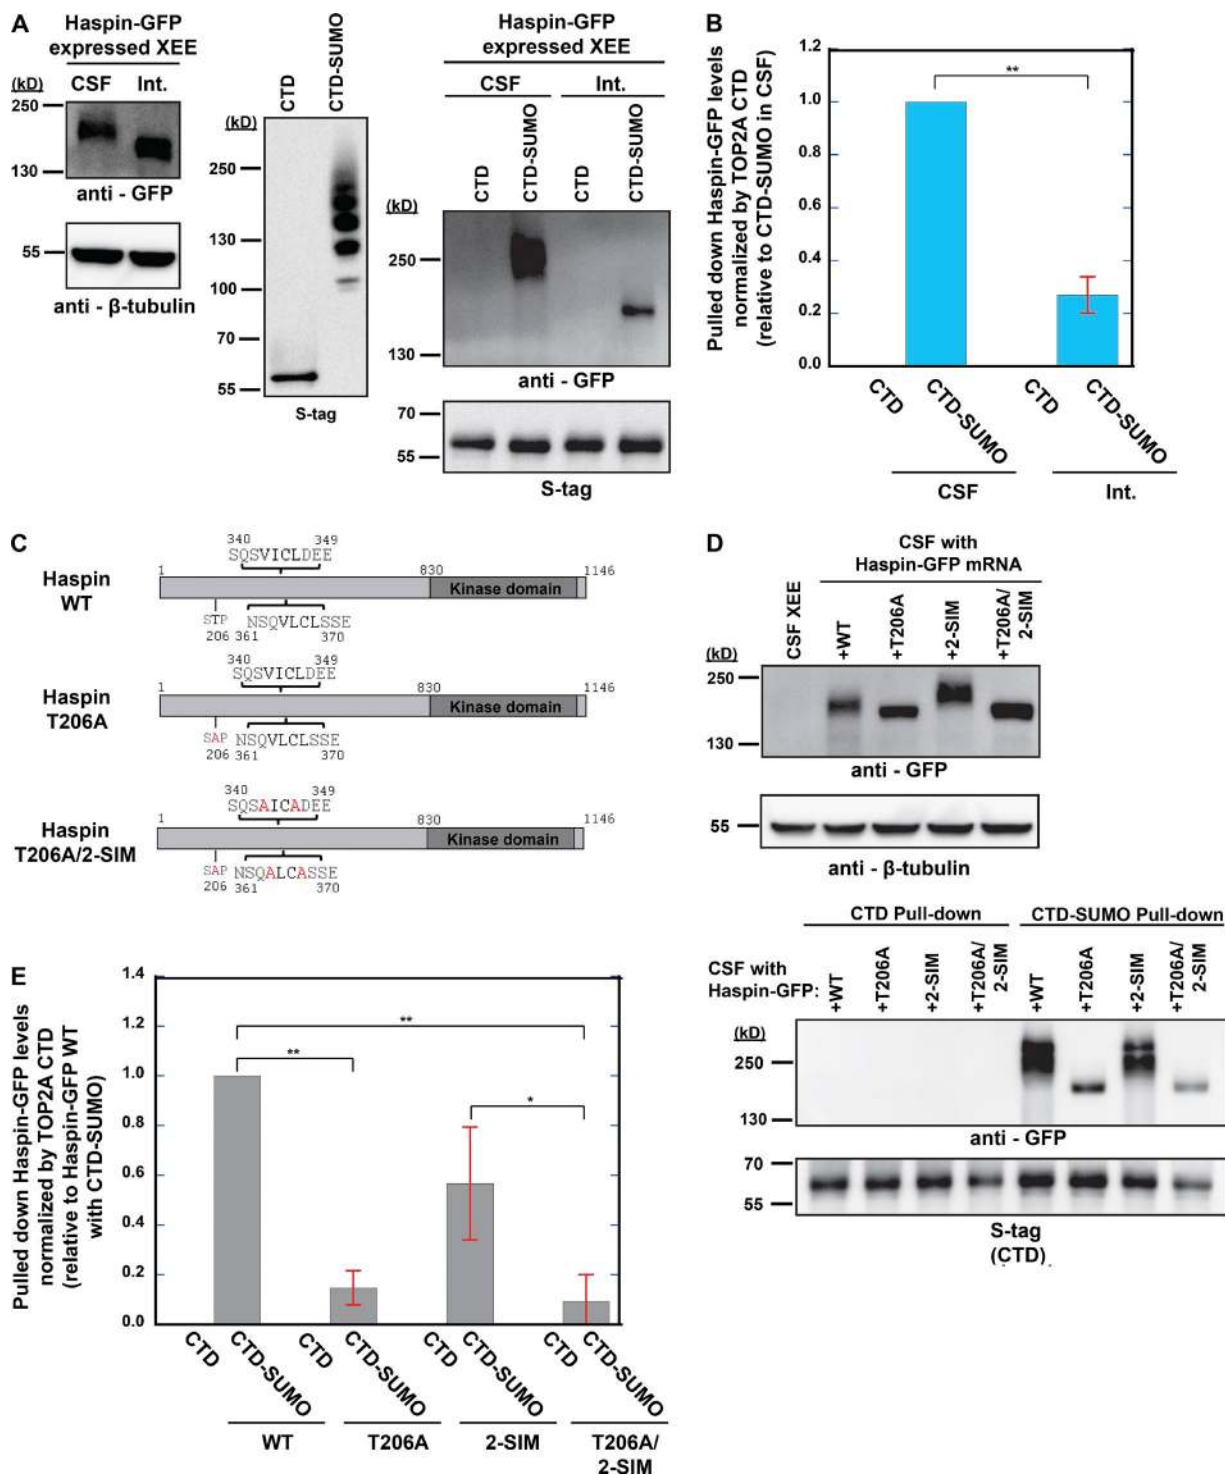 A
Haspin-GFP
expressed XEE
(kD)
CSF
Int.
250
130
anti - GFP
55
anti - β-tubulin
CTD
CTD-SUMO
(kD)
250
130
100
70
55
S-tag
Haspin-GFP
expressed XEE
CSF
Int.
CTD
CTD-SUMO
CTD
CTD-SUMO
(kD)
250
130
anti - GFP
70
55
S-tag
B
Pulled down Haspin-GFP levels
normalized by TOP2A CTD
(relative to CTD-SUMO in CSF)
1.2
1.0
0.8
0.6
0.4
0.2
0.0
**
CTD
CTD-SUMO
CTD
CTD-SUMO
CSF
Int.
C
Haspin
WT
340 349
SQSVICLDEE
1 830 1146
Kinase domain
STP
206
NSQVLCLSSE
361 370
Haspin
T206A
340 349
SQSVICLDEE
1 830 1146
Kinase domain
SAP
206
NSQVLCLSSE
361 370
Haspin
T206A/2-SIM
340 349
SQSAICADEE
1 830 1146
Kinase domain
SAP
206
NSQALCASSE
361 370
D
CSF with
Haspin-GFP mRNA
CSF XEE
+WT
+T206A
+2-SIM
+T206A/
2-SIM
(kD)
250
130
anti - GFP
55
anti - β-tubulin
CTD Pull-down
CTD-SUMO Pull-down
CSF with
Haspin-GFP:
+WT
+T206A
+2-SIM
+T206A/
2-SIM
+WT
+T206A
+2-SIM
+T206A/
2-SIM
(kD)
250
130
anti - GFP
70
55
S-tag
(CTD)
E
Pulled down Haspin-GFP levels
normalized by TOP2A CTD
(relative to Haspin-GFP WT
with CTD-SUMO)
1.4
1.2
1.0
0.8
0.6
0.4
0.2
0.0
**
**
*
CTD
CTD-SUMO
CTD
CTD-SUMO
CTD
CTD-SUMO
CTD
CTD-SUMO
WT
T206A
2-SIM
T206A/
2-SIM